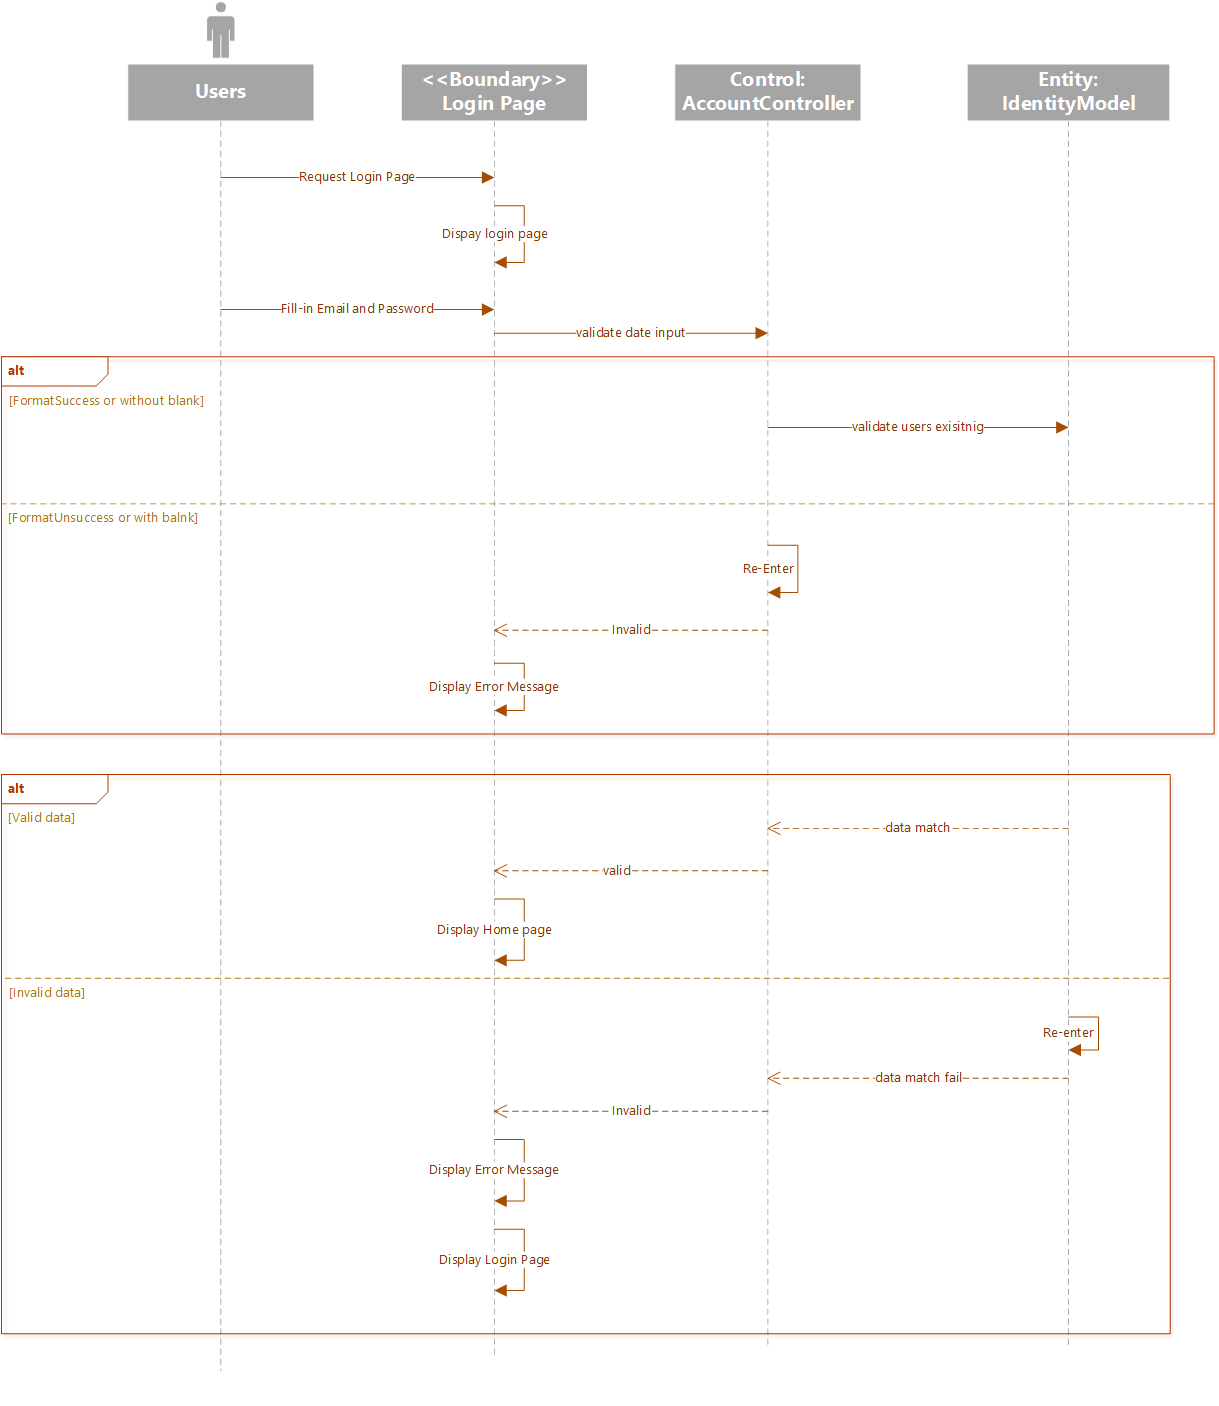 Users
<<Boundary>>
Login Page
Control:
AccountController
Entity:
IdentityModel
Request Login Page
Dispay login page
Fill-in Email and Password
validate date input
alt
[FormatSuccess or without blank]
validate users exisitnig
[FormatUnsuccess or with balnk]
Re-Enter
Invalid
Display Error Message
alt
[Valid data]
data match
valid
Display Home page
[Invalid data]
Re-enter
data match fail
Invalid
Display Error Message
Display Login Page